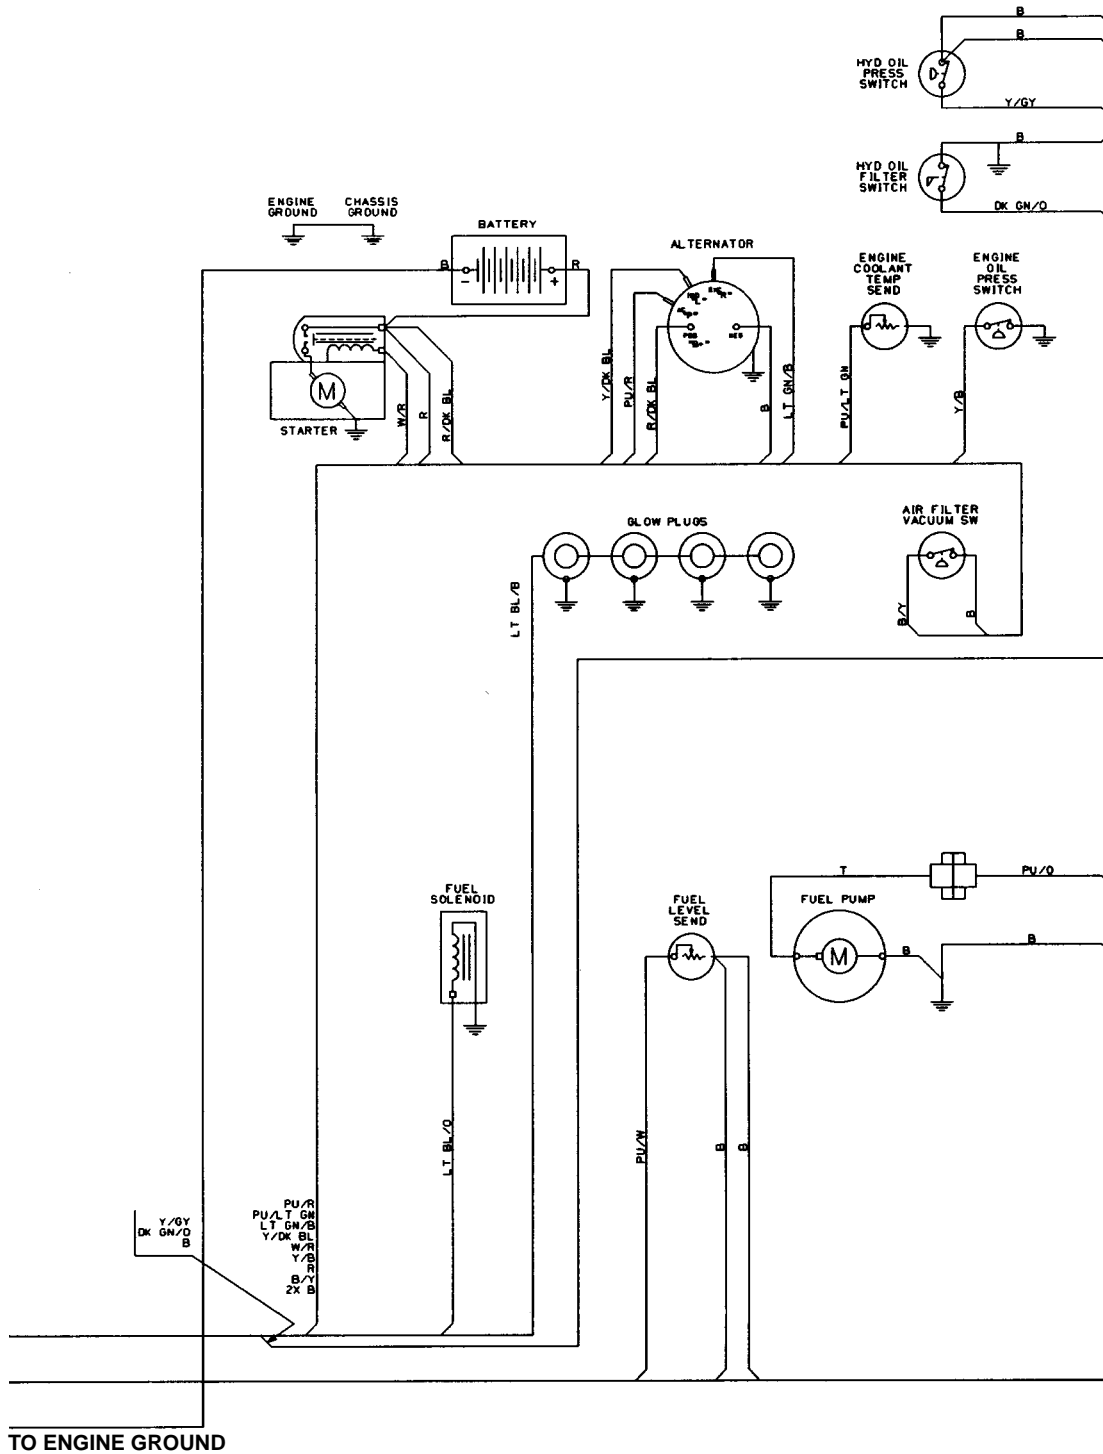 B
B
HYD OIL
PRESS
SWITCH
Y/GY
B
HYD OIL
FILTER
SWITCH
DK GN/O
ENGINE
GROUND
CHASSIS
GROUND
BATTERY
B
-
+
R
ALTERNATOR
"L"
"R"
"P"
POS
"B+"
NEG
ENGINE
COOLANT
TEMP
SEND
ENGINE
OIL
PRESS
SWITCH
M
STARTER
W/R
R
R/DK BL
Y/DK BL
PU/R
R/DK BL
B
LT GN/B
PU/LT GN
Y/B
GLOW PLUGS
LT BL/B
AIR FILTER
VACUUM SW
B/Y
B
FUEL
SOLENOID
LT BL/O
FUEL
LEVEL
SEND
PU/W
B
B
T
PU/O
FUEL PUMP
M
B
B
Y/GY
DK GN/O
B
PU/R
PU/LT GN
LT GN/B
Y/DK BL
W/R
Y/B
R
B/Y
2X B
TO ENGINE GROUND